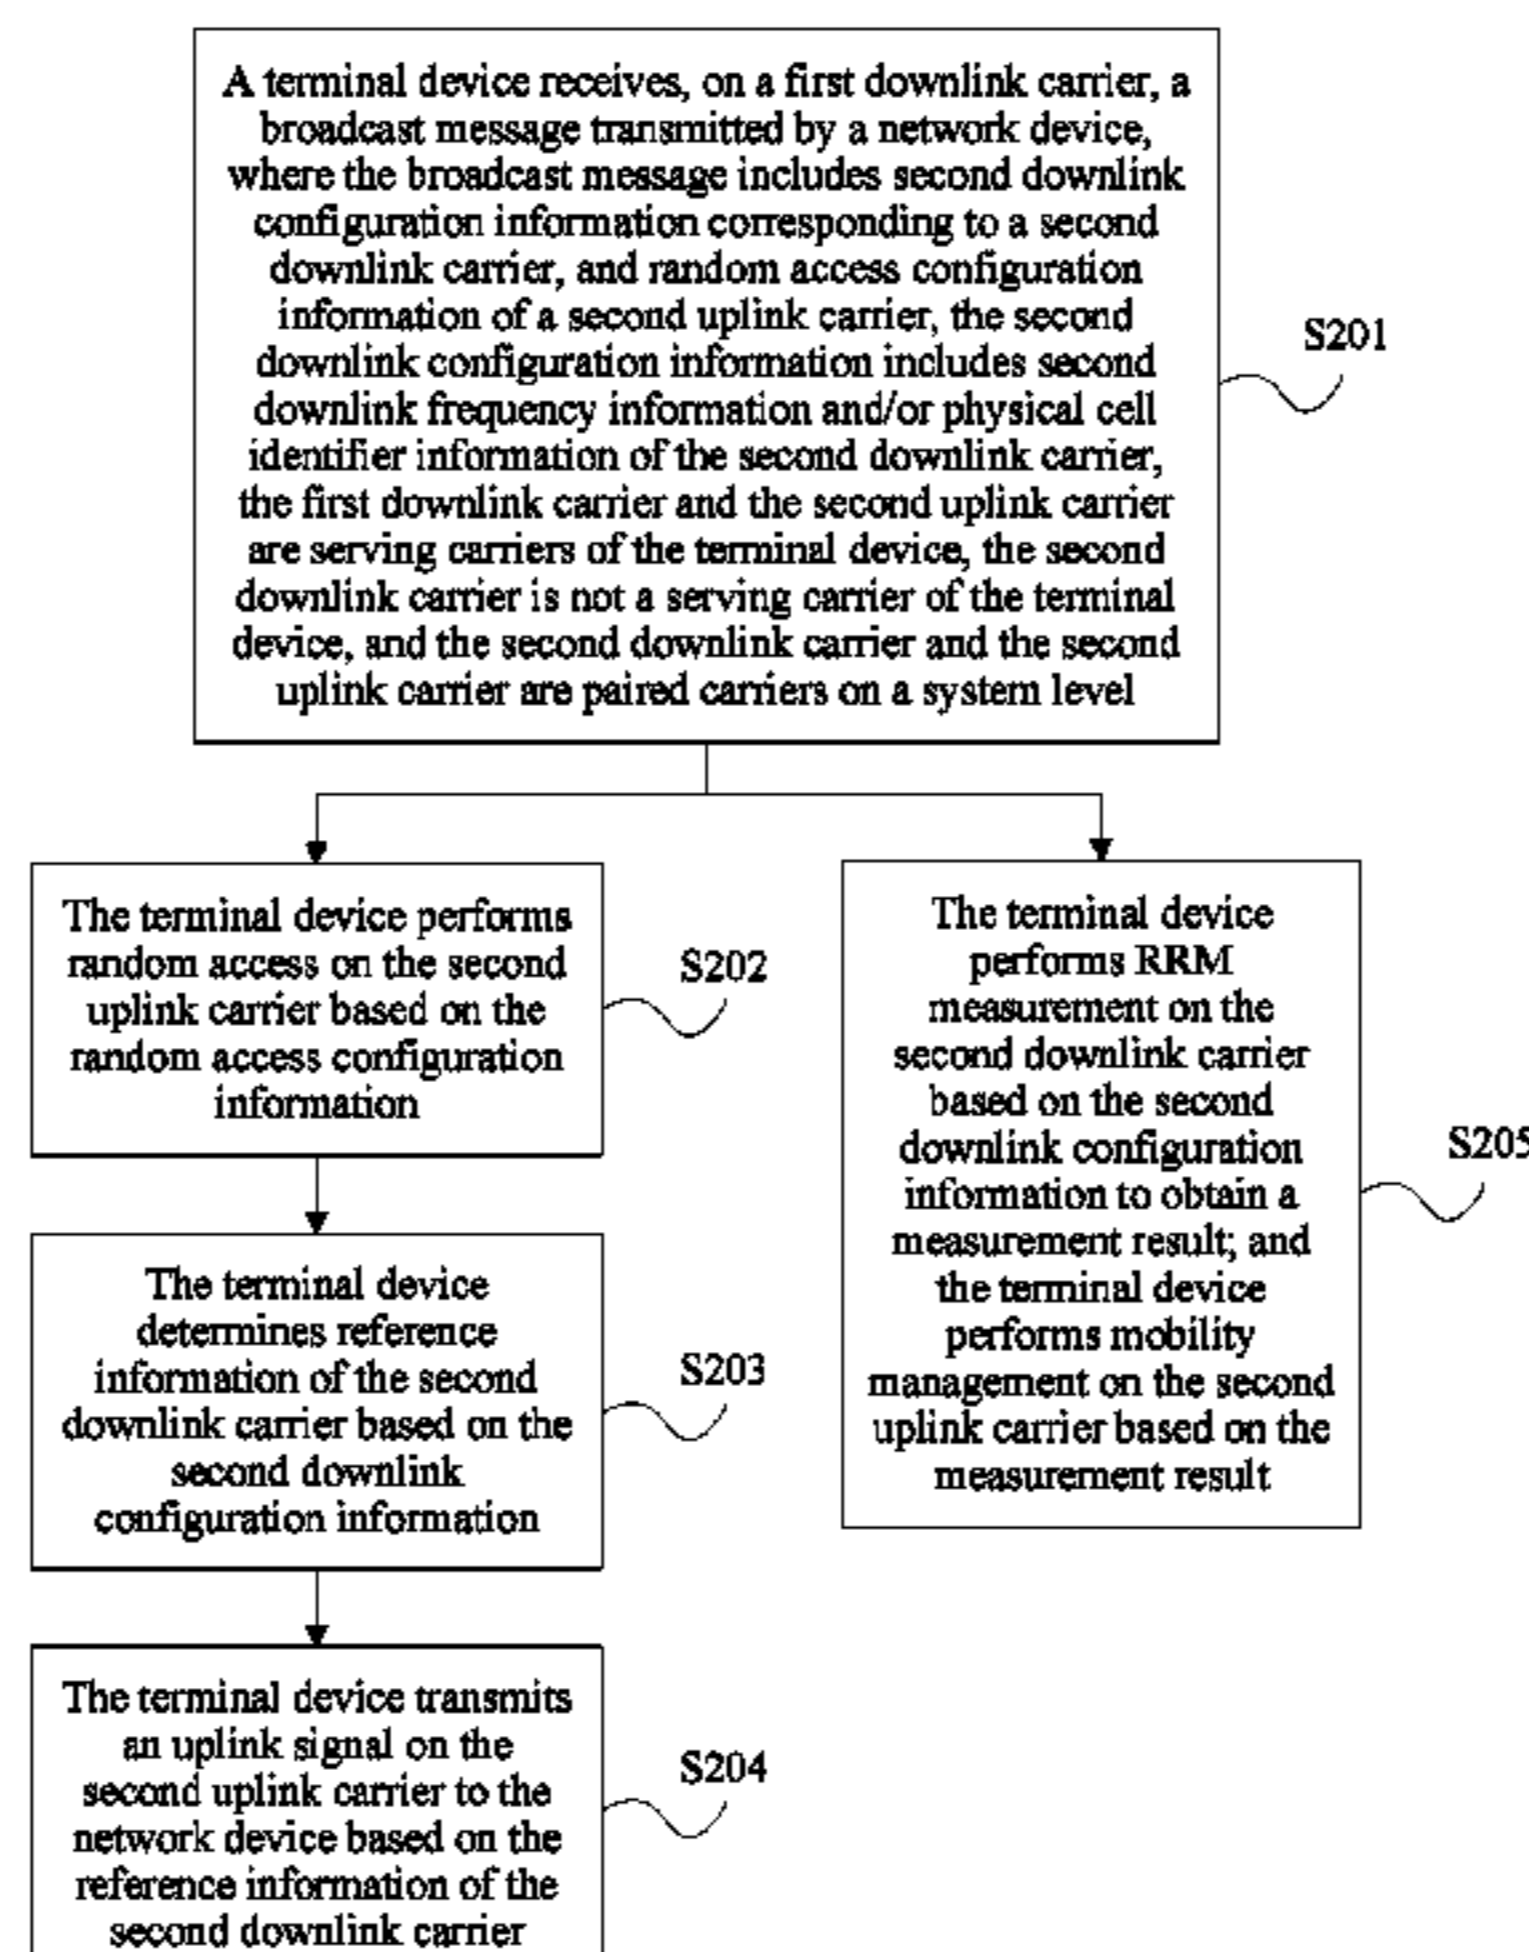 A terminal device receives, on a first downlink carrier, a
broadcast message transmitted by a network device,
where the broadcast message includes second downlink
configuration information corresponding to a second
downlink carrier, and random access configuration
information of a second uplink carrier, the second
downlink configuration information includes second
downlink frequency information and/or physical cell
identifier information of the second downlink carrier,
the first downlink carrier and the second uplink carrier
are serving carriers of the terminal device, the second
downlink carrier is not a serving carrier of the terminal
device, and the second downlink carrier and the second
uplink carrier are paired carriers on a system level
S201
The terminal device performs
random access on the second
uplink carrier based on the
random access configuration
information
S202
The terminal device
determines reference
information of the second
downlink carrier based on the
second downlink
configuration information
S203
The terminal device transmits
an uplink signal on the
second uplink carrier to the
network device based on the
reference information of the
second downlink carrier
S204
The terminal device
performs RRM
measurement on the
second downlink carrier
based on the second
downlink configuration
information to obtain a
measurement result; and
the terminal device
performs mobility
management on the second
uplink carrier based on the
measurement result
S205